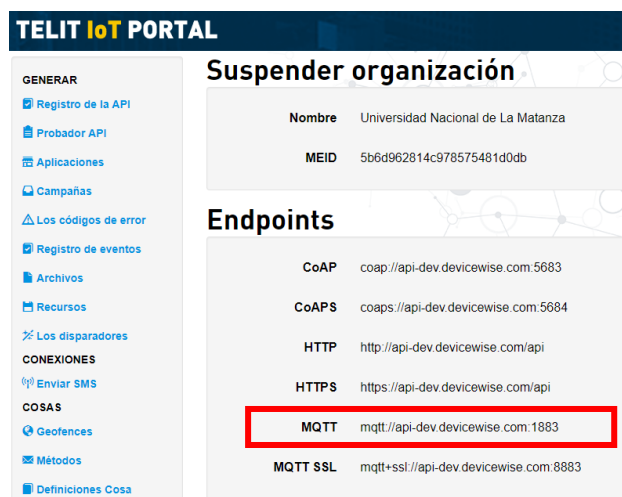 TELIT IoT PORTAL
GENERAR
Registro de la API
Probador API
Aplicaciones
Campañas
Los códigos de error
Registro de eventos
Archivos
Recursos
Los disparadores
CONEXIONES
Enviar SMS
COSAS
Geofences
Métodos
Definiciones Cosa
Suspender organización
Nombre Universidad Nacional de La Matanza
MEID 5b6d962814c978575481d0db
Endpoints
CoAP coap://api-dev.devicewise.com:5683
CoAPS coaps://api-dev.devicewise.com:5684
HTTP http://api-dev.devicewise.com/api
HTTPS https://api-dev.devicewise.com/api
MQTT mqtt://api-dev.devicewise.com:1883
MQTT SSL mqtt+ssl://api-dev.devicewise.com:8883